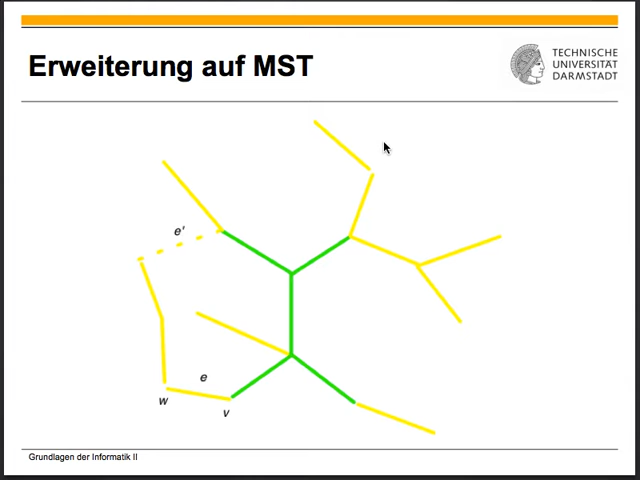 Erweiterung auf MST
TECHNISCHE
UNIVERSITÄT
DARMSTADT
e'
e
w
v
Grundlagen der Informatik II